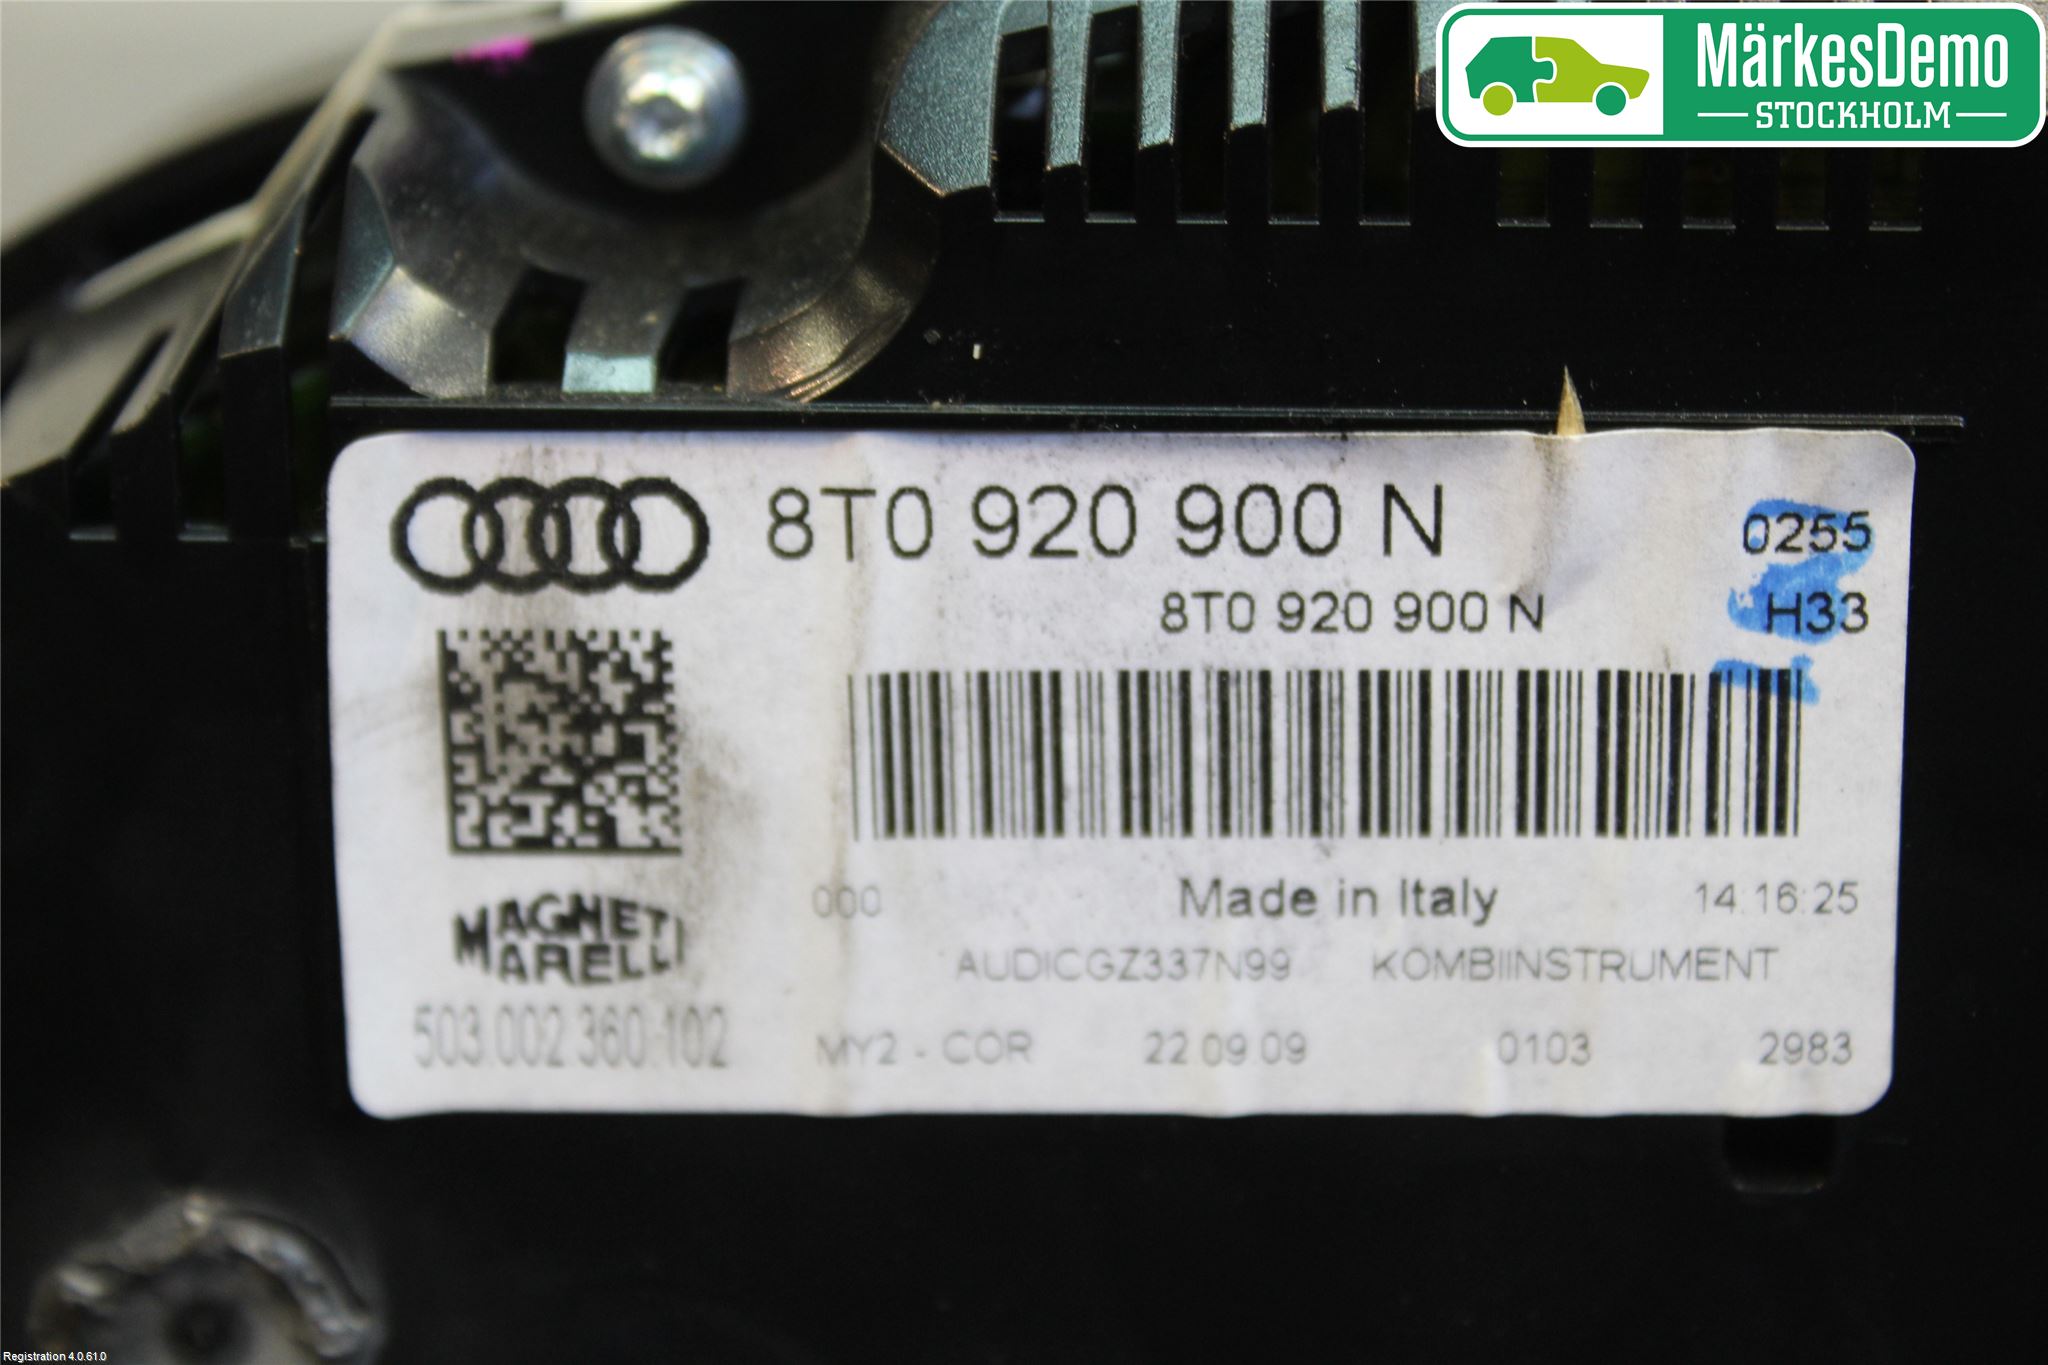 MärkesDemo
STOCKHOLM
8T0 920 900 N
0255
8T0 920 900 N
H33
000
Made in Italy
14:16:25
MAGNETI
MARELLI
AUDICGZ337N99 KOMBIINSTRUMENT
503.002.360.102
MY2 - COR 22 09 09 0103 2983
Registration 4.0.61.0